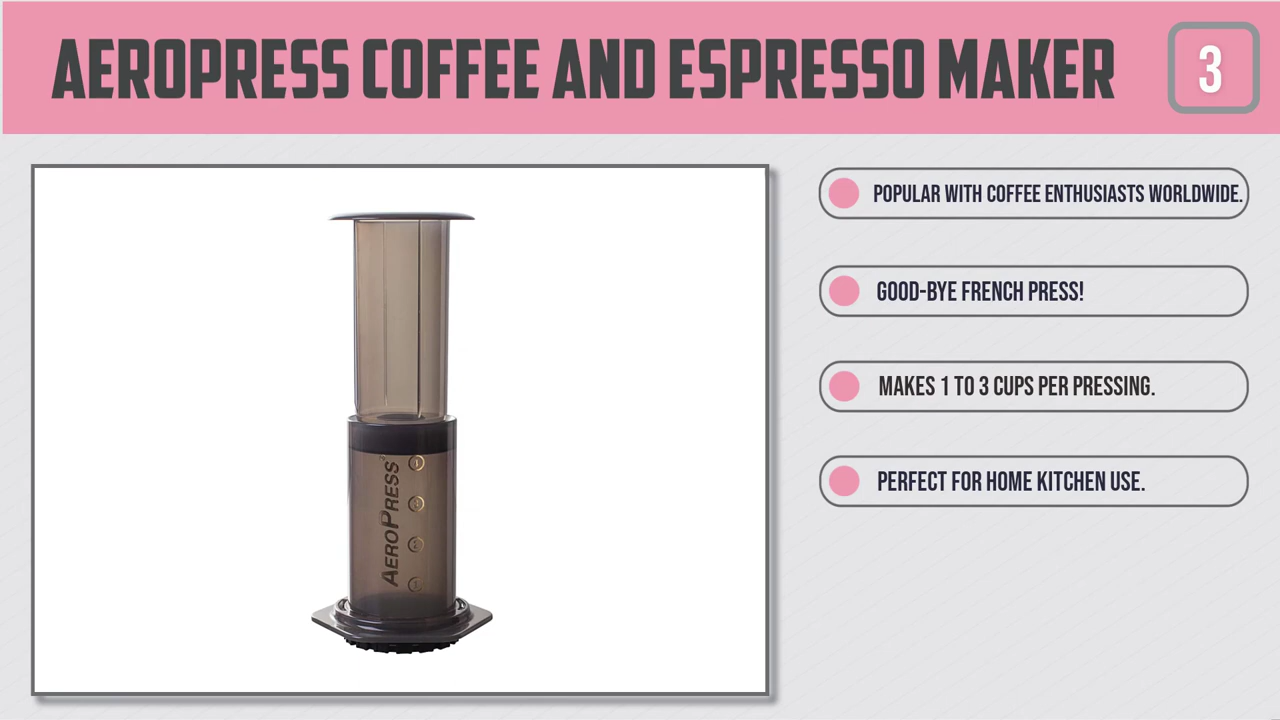 AEROPRESS COFFEE AND ESPRESSO MAKER
3
POPULAR WITH COFFEE ENTHUSIASTS WORLDWIDE.
GOOD-BYE FRENCH PRESS!
MAKES 1 TO 3 CUPS PER PRESSING.
PERFECT FOR HOME KITCHEN USE.
AEROPRESS